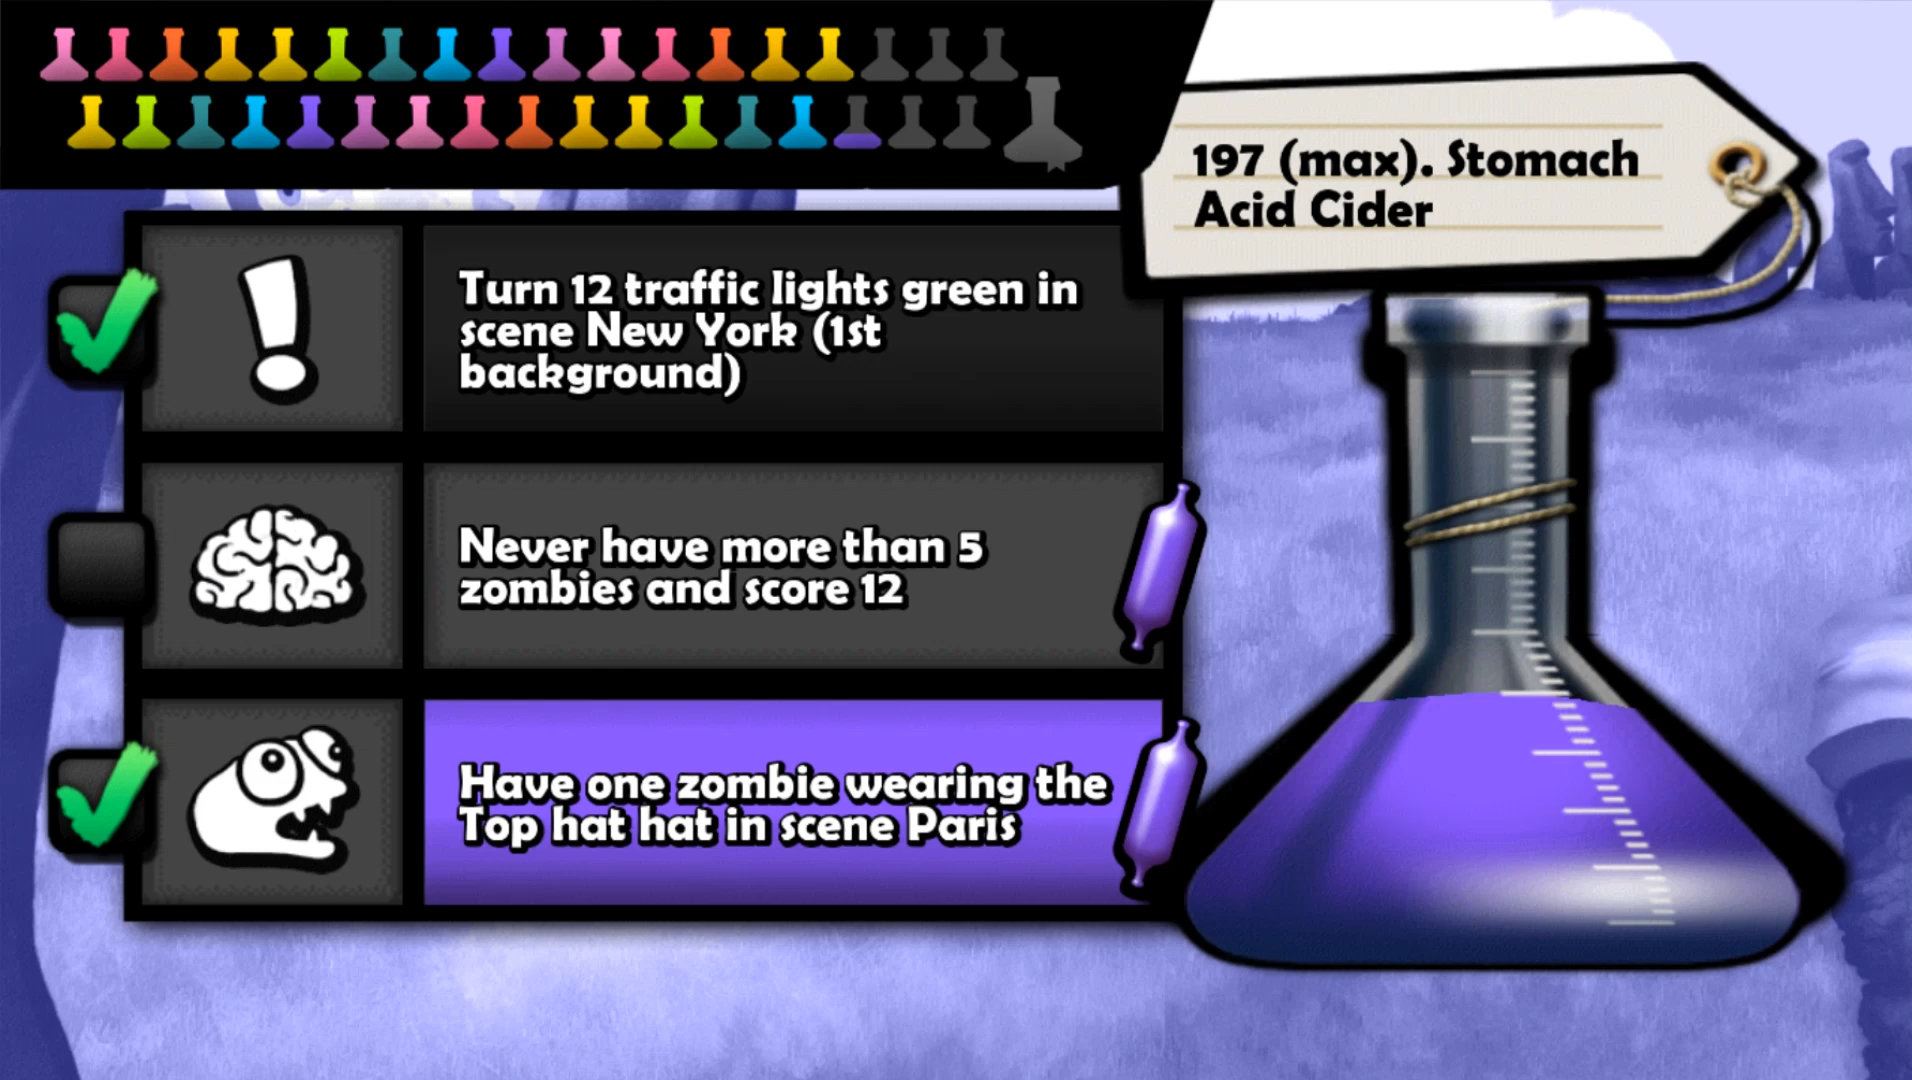 197 (max). Stomach
Acid Cider
Turn 12 traffic lights green in
scene New York (1st
background)
Never have more than 5
zombies and score 12
Have one zombie wearing the
Top hat hat in scene Paris